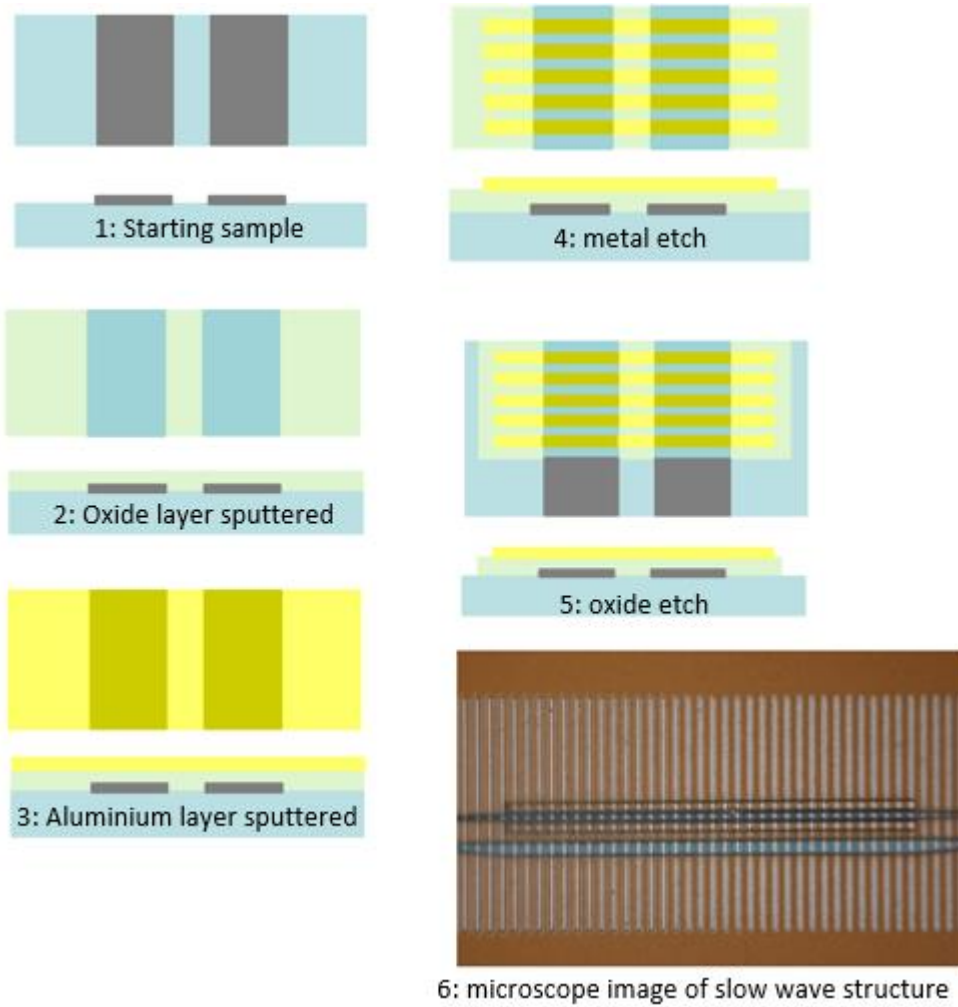 1: Starting sample
2: Oxide layer sputtered
3: Aluminium layer sputtered
4: metal etch
5: oxide etch
6: microscope image of slow wave structure